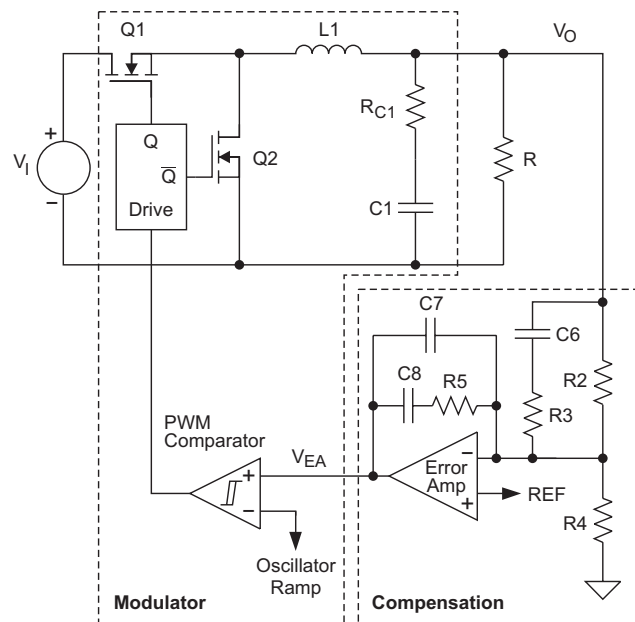 Q1
L1
VO
+
VI
−
Q
Q
Drive
Q2
RC1
C1
R
C7
C8
R5
C6
R2
R3
PWM
Comparator
VEA
+
−
Error
Amp
−
+
REF
R4
Oscillator
Ramp
Modulator
Compensation